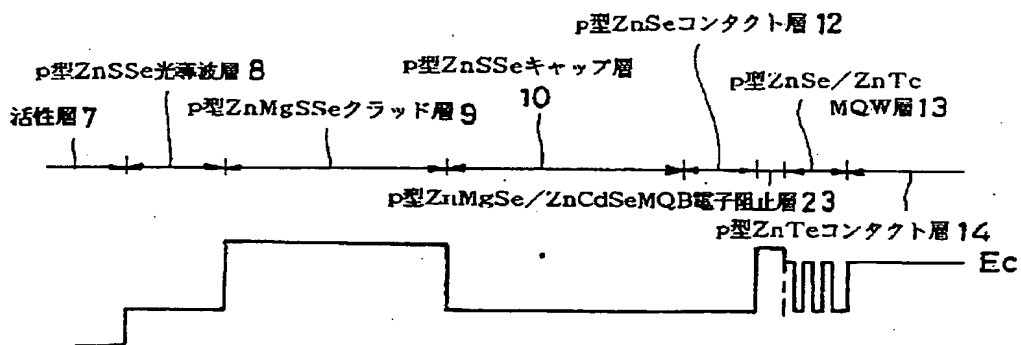 p型ZnSeコンタクト層 12
p型ZnSSe光導波層 8
p型ZnSSeキャップ層
10
p型ZnSe/ZnTe
MQW層 13
活性層 7
p型ZnMgSSeクラッド層 9
p型ZnMgSe/ZnCdSeMQB電子阻止層 23
p型ZnTeコンタクト層 14
Ec